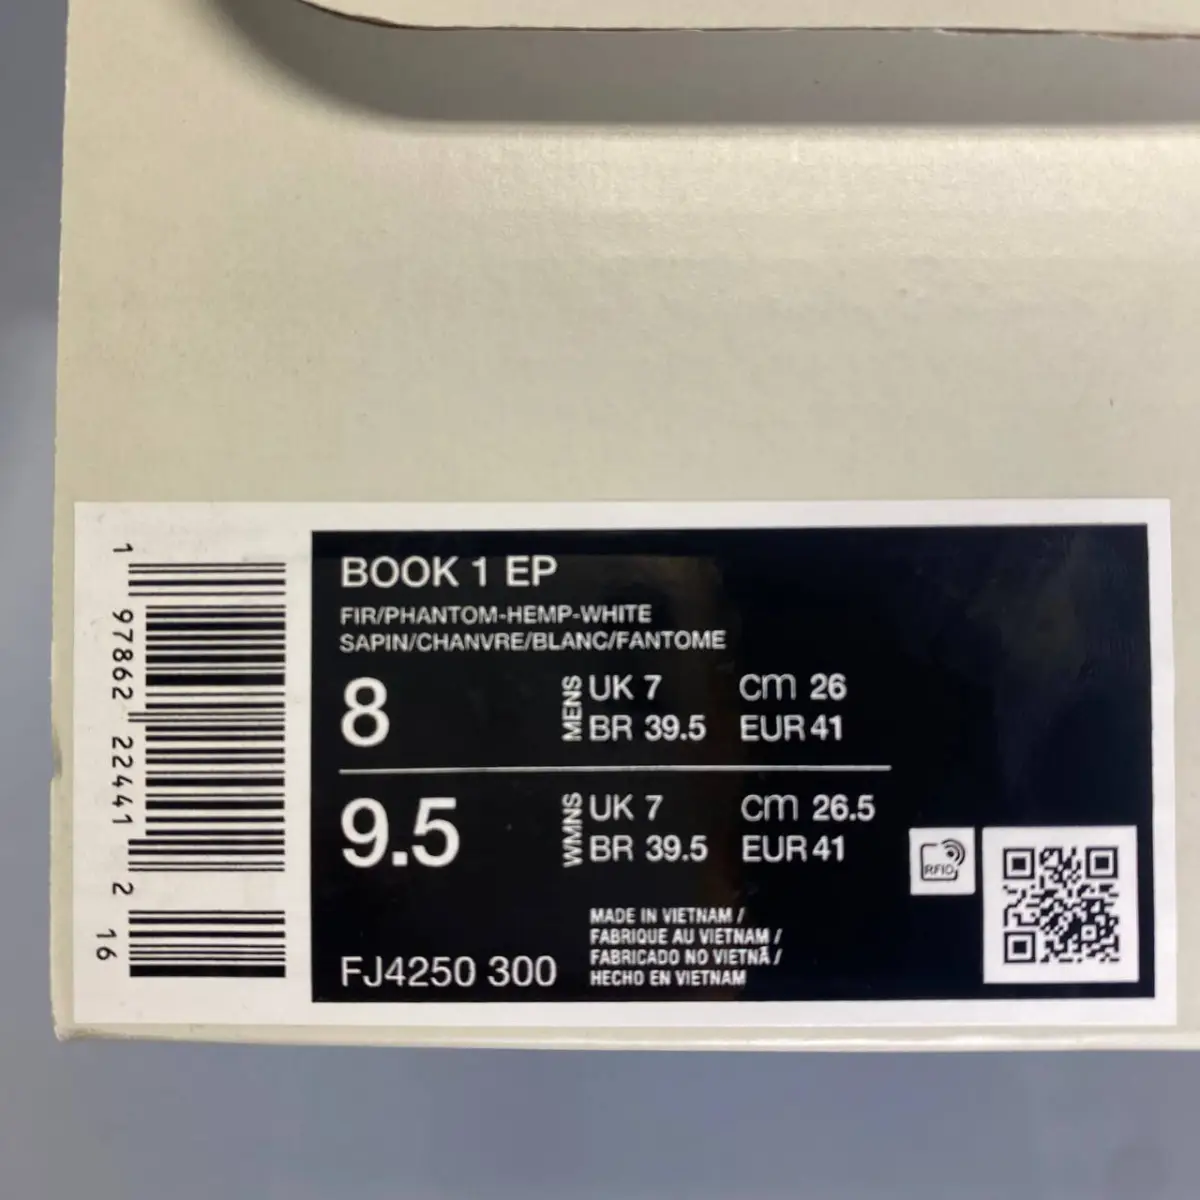 BOOK 1 EP
FIR/PHANTOM-HEMP-WHITE
SAPIN/CHANVRE/BLANC/FANTOME
8
MENS
UK 7 cm 26
BR 39.5 EUR 41
9.5
WMNS
UK 7 cm 26.5
BR 39.5 EUR 41
RFID
MADE IN VIETNAM /
FABRIQUE AU VIETNAM /
FABRICADO NO VIETNÃ /
HECHO EN VIETNAM
FJ4250 300
1 97862 22441 2 16